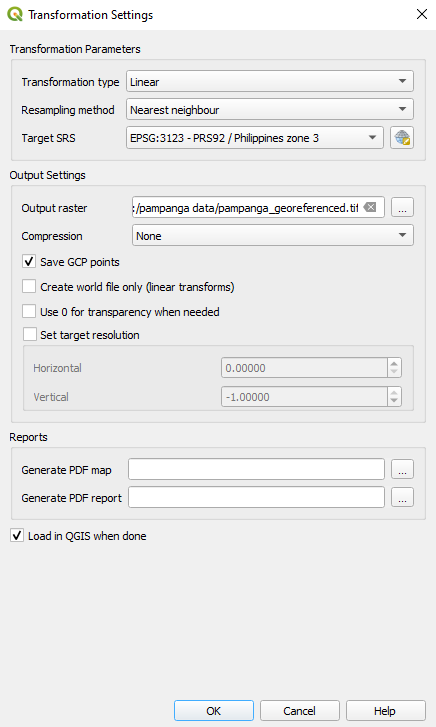 Transformation Settings
Transformation Parameters
Transformation type Linear
Resampling method Nearest neighbour
Target SRS EPSG:3123 - PRS92 / Philippines zone 3
Output Settings
Output raster :/pampanga data/pampanga_georeferenced.tif ...
Compression None
Save GCP points
Create world file only (linear transforms)
Use 0 for transparency when needed
Set target resolution
Horizontal 0.00000
Vertical -1.00000
Reports
Generate PDF map ...
Generate PDF report ...
Load in QGIS when done
OK Cancel Help